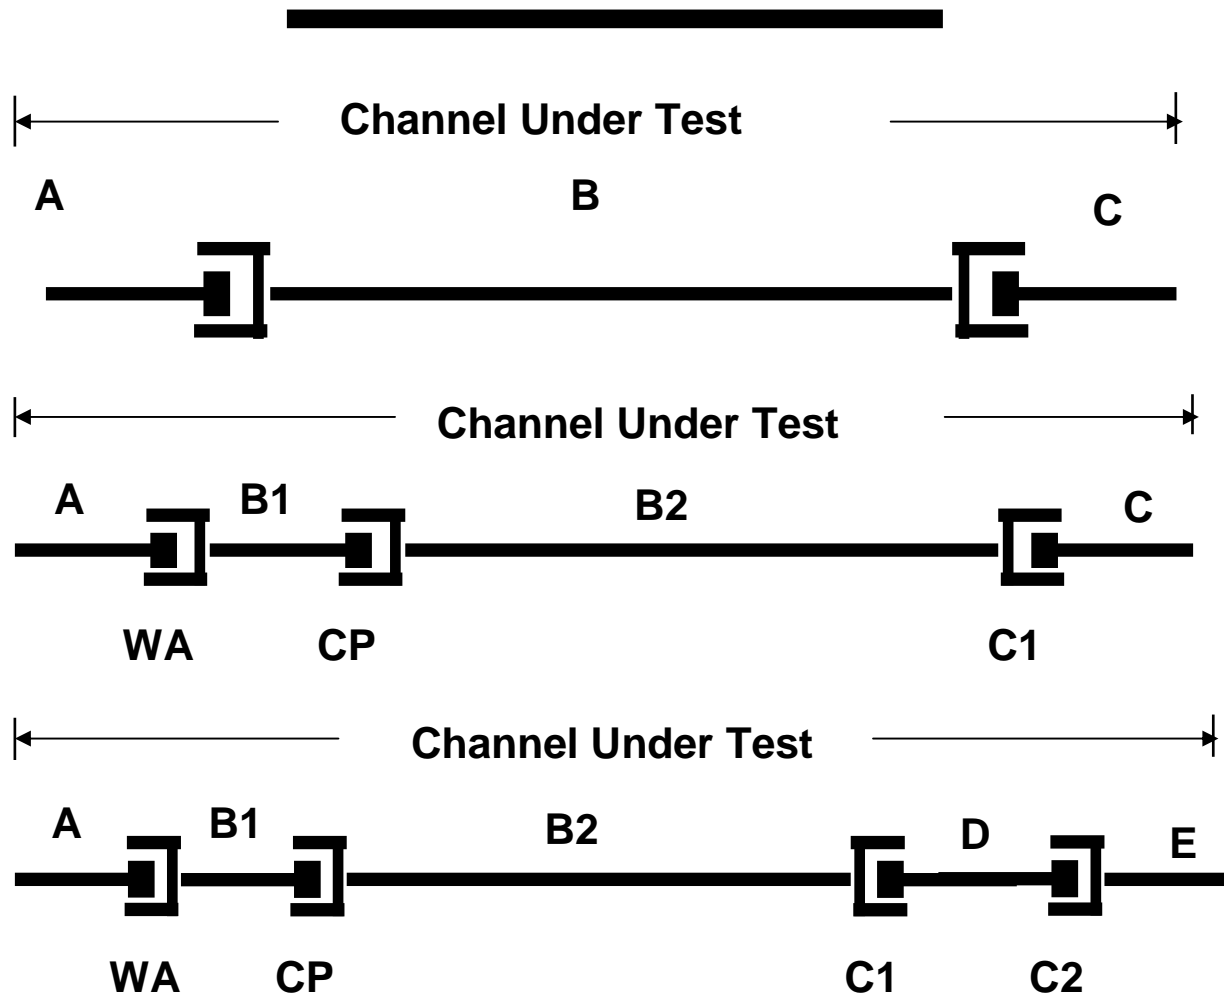 Channel Under Test
A B C
Channel Under Test
A B1 B2 C
WA CP C1
Channel Under Test
A B1 B2 D E
WA CP C1 C2